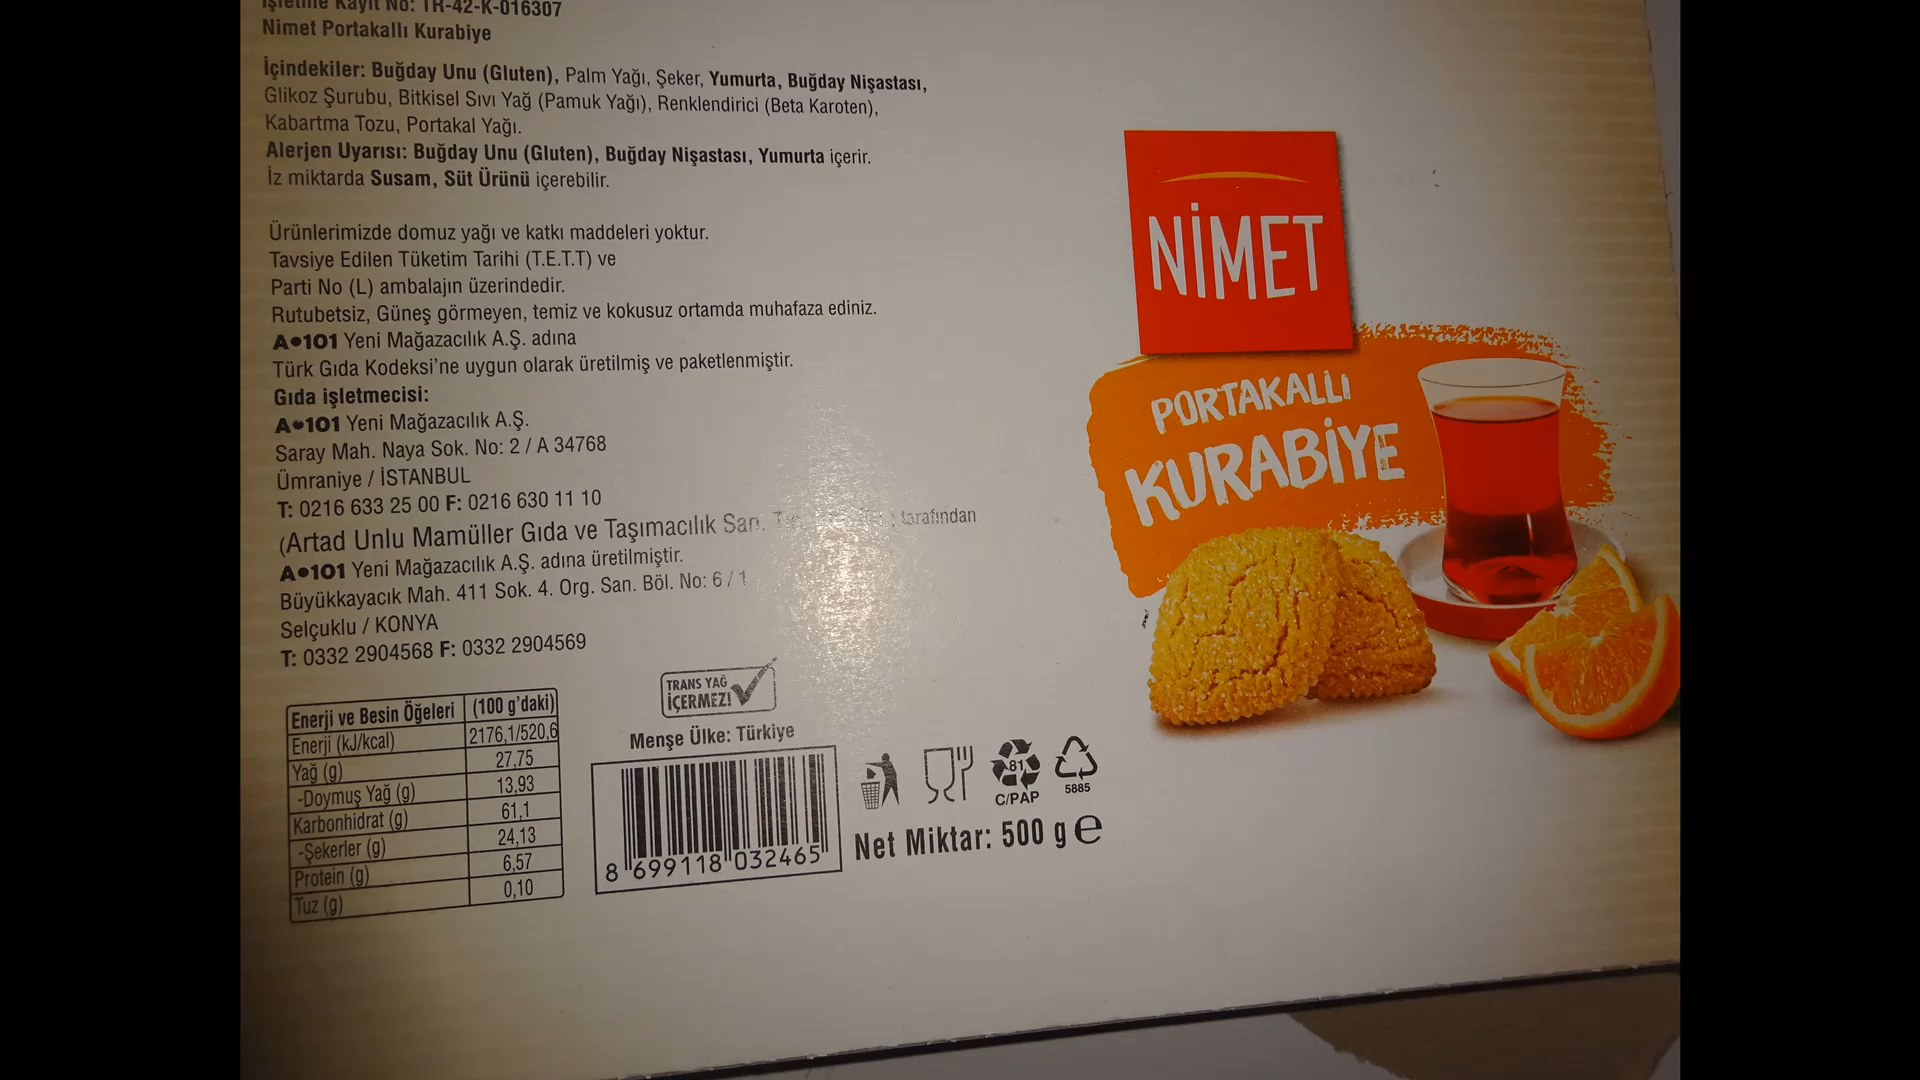 İşletme Kayıt No: TR-42-K-016307
Nimet Portakallı Kurabiye
İçindekiler: Buğday Unu (Gluten), Palm Yağı, Şeker, Yumurta, Buğday Nişastası,
Glikoz Şurubu, Bitkisel Sıvı Yağ (Pamuk Yağı), Renklendirici (Beta Karoten),
Kabartma Tozu, Portakal Yağı.
Alerjen Uyarısı: Buğday Unu (Gluten), Buğday Nişastası, Yumurta içerir.
İz miktarda Susam, Süt Ürünü içerebilir.
Ürünlerimizde domuz yağı ve katkı maddeleri yoktur.
Tavsiye Edilen Tüketim Tarihi (T.E.T.T) ve
Parti No (L) ambalajın üzerindedir.
Rutubetsiz, Güneş görmeyen, temiz ve kokusuz ortamda muhafaza ediniz.
A101 Yeni Mağazacılık A.Ş. adına
Türk Gıda Kodeksi'ne uygun olarak üretilmiş ve paketlenmiştir.
Gıda işletmecisi:
A101 Yeni Mağazacılık A.Ş.
Saray Mah. Naya Sok. No: 2 / A 34768
Ümraniye / İSTANBUL
T: 0216 633 25 00 F: 0216 630 11 10
(Artad Unlu Mamüller Gıda ve Taşımacılık San. tarafından
A101 Yeni Mağazacılık A.Ş. adına üretilmiştir.
Büyükkayacık Mah. 411 Sok. 4. Org. San. Böl. No: 6 / 1
Selçuklu / KONYA
T: 0332 2904568 F: 0332 2904569
Enerji ve Besin Öğeleri (100 g'daki)
Enerji (kJ/kcal) 2176,1/520,6
Yağ (g) 27,75
-Doymuş Yağ (g) 13,93
Karbonhidrat (g) 61,1
-Şekerler (g) 24,13
Protein (g) 6,57
Tuz (g) 0,10
TRANS YAĞ
İÇERMEZ!
Menşe Ülke: Türkiye
8 699118 032465
81
C/PAP
5885
Net Miktar: 500 g e
NİMET
PORTAKALLI
KURABİYE